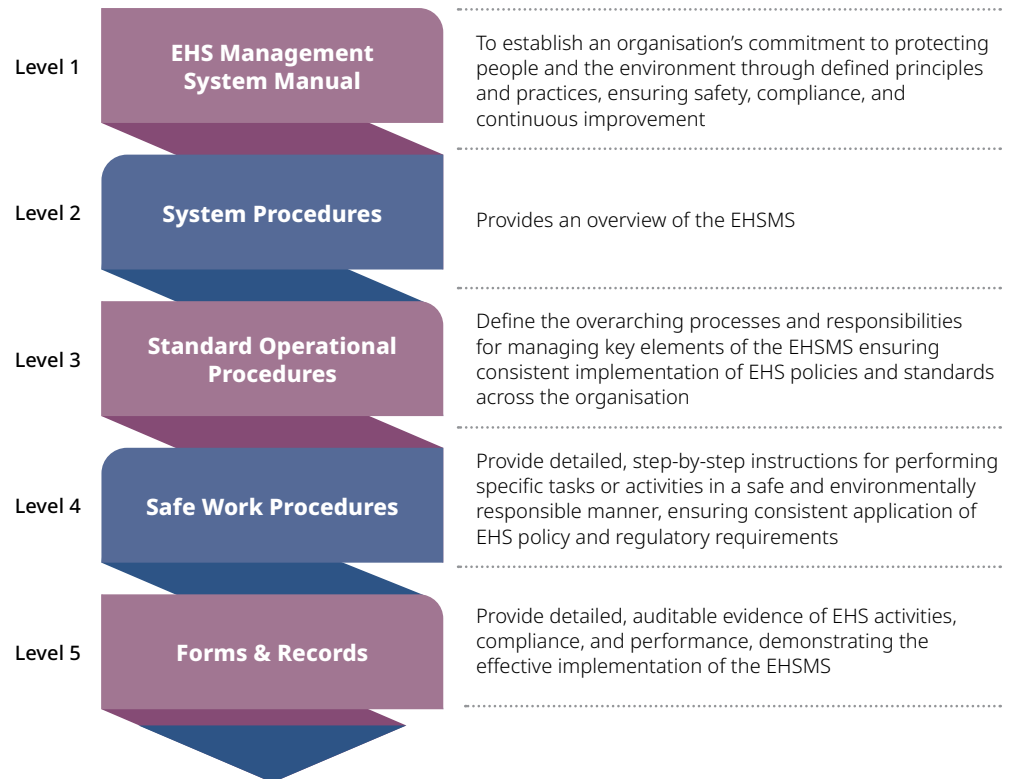 Level 1
EHS Management
System Manual
To establish an organisation’s commitment to protecting
people and the environment through defined principles
and practices, ensuring safety, compliance, and
continuous improvement
Level 2
System Procedures
Provides an overview of the EHSMS
Level 3
Standard Operational
Procedures
Define the overarching processes and responsibilities
for managing key elements of the EHSMS ensuring
consistent implementation of EHS policies and standards
across the organisation
Level 4
Safe Work Procedures
Provide detailed, step-by-step instructions for performing
specific tasks or activities in a safe and environmentally
responsible manner, ensuring consistent application of
EHS policy and regulatory requirements
Level 5
Forms & Records
Provide detailed, auditable evidence of EHS activities,
compliance, and performance, demonstrating the
effective implementation of the EHSMS